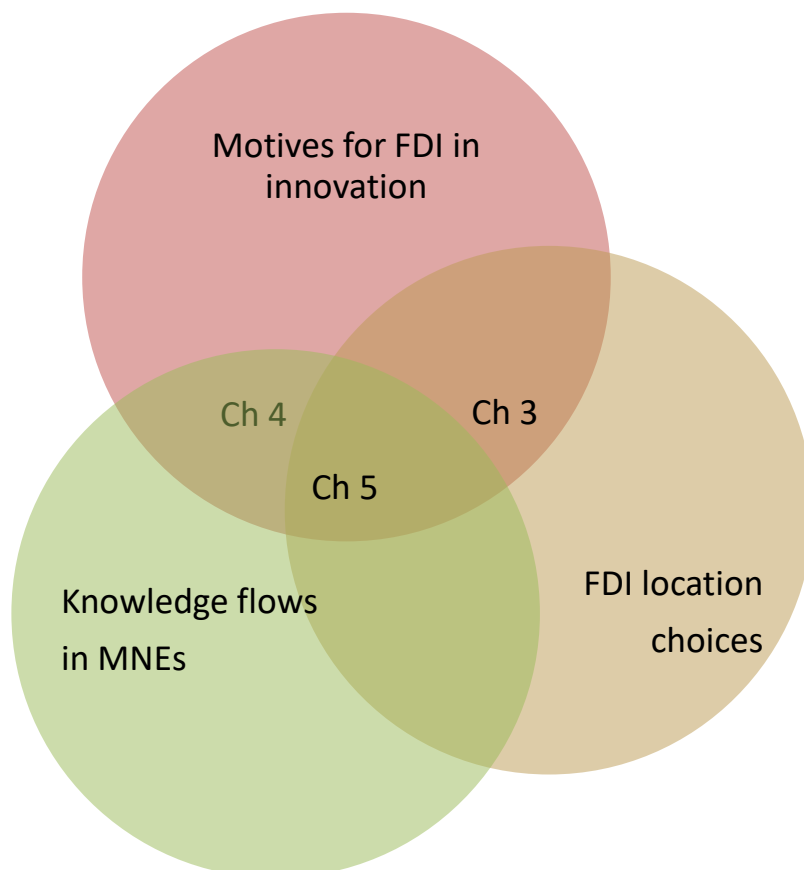 Motives for FDI in
innovation
Ch 4
Ch 3
Ch 5
Knowledge flows
in MNEs
FDI location
choices